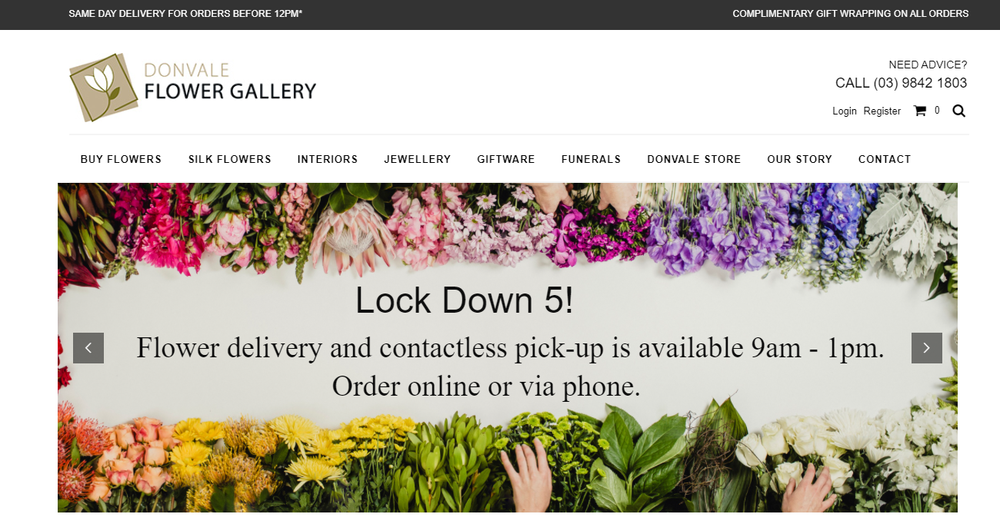 SAME DAY DELIVERY FOR ORDERS BEFORE 12PM*
COMPLIMENTARY GIFT WRAPPING ON ALL ORDERS
DONVALE
FLOWER GALLERY
NEED ADVICE?
CALL (03) 9842 1803
Login Register 0
BUY FLOWERS SILK FLOWERS INTERIORS JEWELLERY GIFTWARE FUNERALS DONVALE STORE OUR STORY CONTACT
Lock Down 5!
Flower delivery and contactless pick-up is available 9am - 1pm.
Order online or via phone.